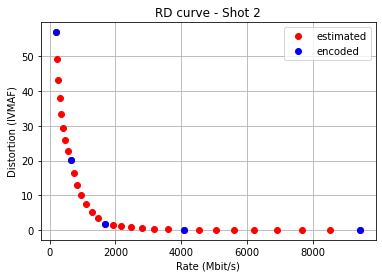 RD curve - Shot 2
estimated
encoded
Distortion (IVMAF)
50
40
30
20
10
0
0
2000
4000
6000
8000
Rate (Mbit/s)